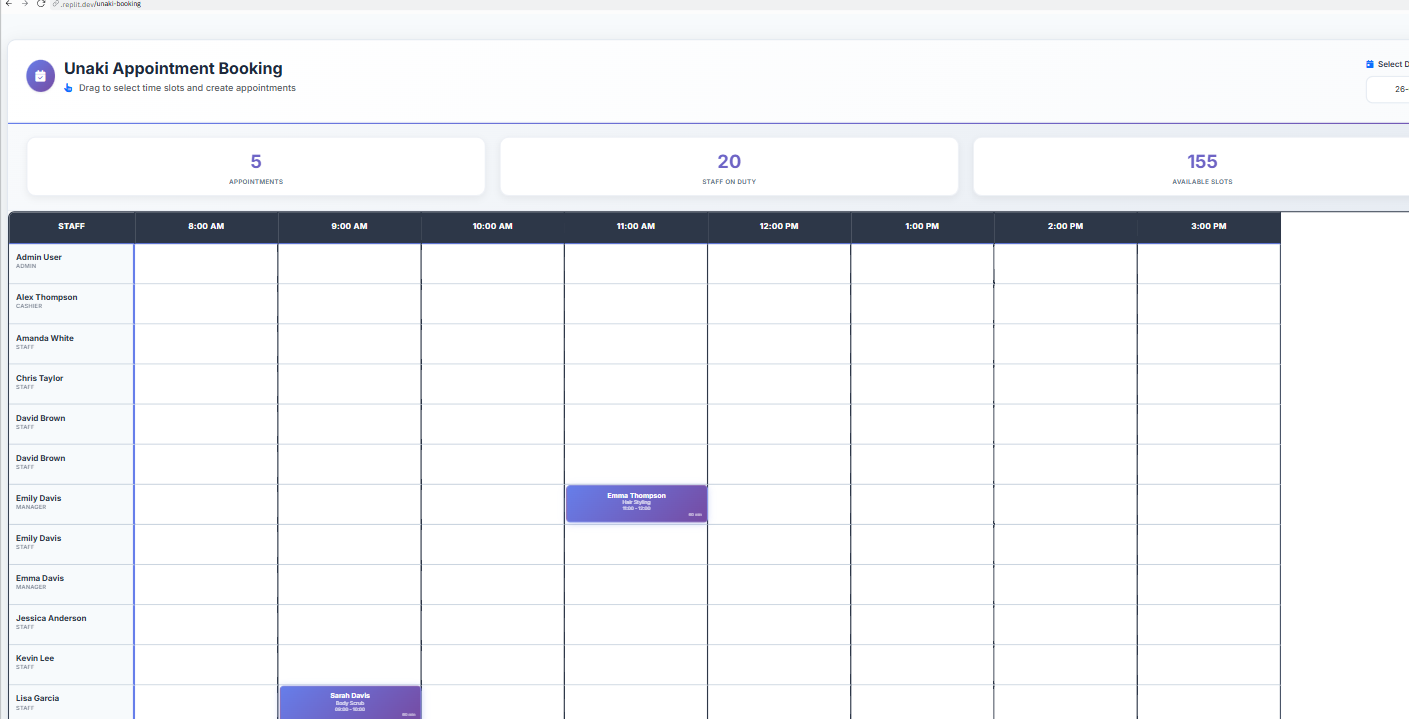 .replit.dev/unaki-booking
Unaki Appointment Booking
Drag to select time slots and create appointments
Select D
26-
5
APPOINTMENTS
20
STAFF ON DUTY
155
AVAILABLE SLOTS
STAFF 8:00 AM 9:00 AM 10:00 AM 11:00 AM 12:00 PM 1:00 PM 2:00 PM 3:00 PM
Admin User
ADMIN
Alex Thompson
CASHIER
Amanda White
STAFF
Chris Taylor
STAFF
David Brown
STAFF
David Brown
STAFF
Emily Davis
MANAGER
Emma Thompson
Hair Styling
11:00 - 12:00
60 min
Emily Davis
STAFF
Emma Davis
MANAGER
Jessica Anderson
STAFF
Kevin Lee
STAFF
Lisa Garcia
STAFF
Sarah Davis
Body Scrub
09:00 - 10:00
60 min